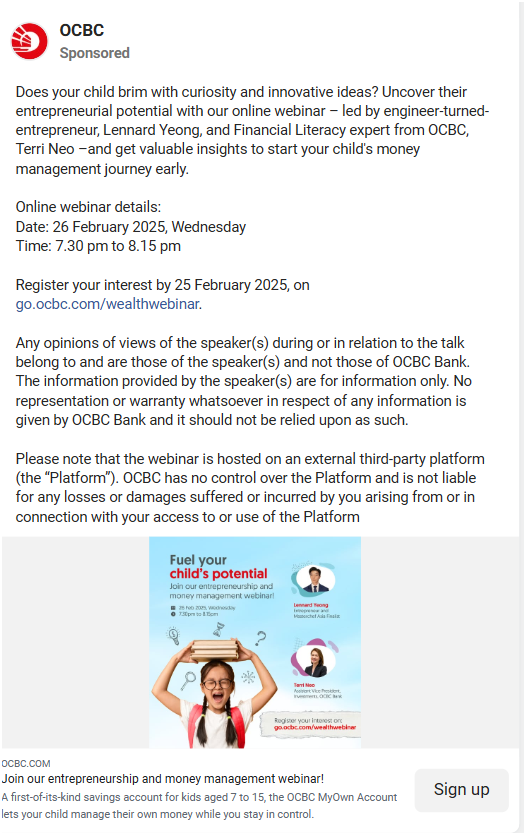 OCBC
Sponsored
Does your child brim with curiosity and innovative ideas? Uncover their
entrepreneurial potential with our online webinar – led by engineer-turned-
entrepreneur, Lennard Yeong, and Financial Literacy expert from OCBC,
Terri Neo –and get valuable insights to start your child's money
management journey early.
Online webinar details:
Date: 26 February 2025, Wednesday
Time: 7.30 pm to 8.15 pm
Register your interest by 25 February 2025, on
go.ocbc.com/wealthwebinar.
Any opinions of views of the speaker(s) during or in relation to the talk
belong to and are those of the speaker(s) and not those of OCBC Bank.
The information provided by the speaker(s) are for information only. No
representation or warranty whatsoever in respect of any information is
given by OCBC Bank and it should not be relied upon as such.
Please note that the webinar is hosted on an external third-party platform
(the “Platform”). OCBC has no control over the Platform and is not liable
for any losses or damages suffered or incurred by you arising from or in
connection with your access to or use of the Platform
Fuel your
child's potential
Join our entrepreneurship and
money management webinar!
26 Feb 2025, Wednesday
7.30pm to 8.15pm
Lennard Yeong
Entrepreneur and
Masterchef Asia Finalist
Terri Neo
Assistant Vice President,
Investments, OCBC Bank
Register your interest on:
go.ocbc.com/wealthwebinar
OCBC.COM
Join our entrepreneurship and money management webinar!
A first-of-its-kind savings account for kids aged 7 to 15, the OCBC MyOwn Account
lets your child manage their own money while you stay in control.
Sign up